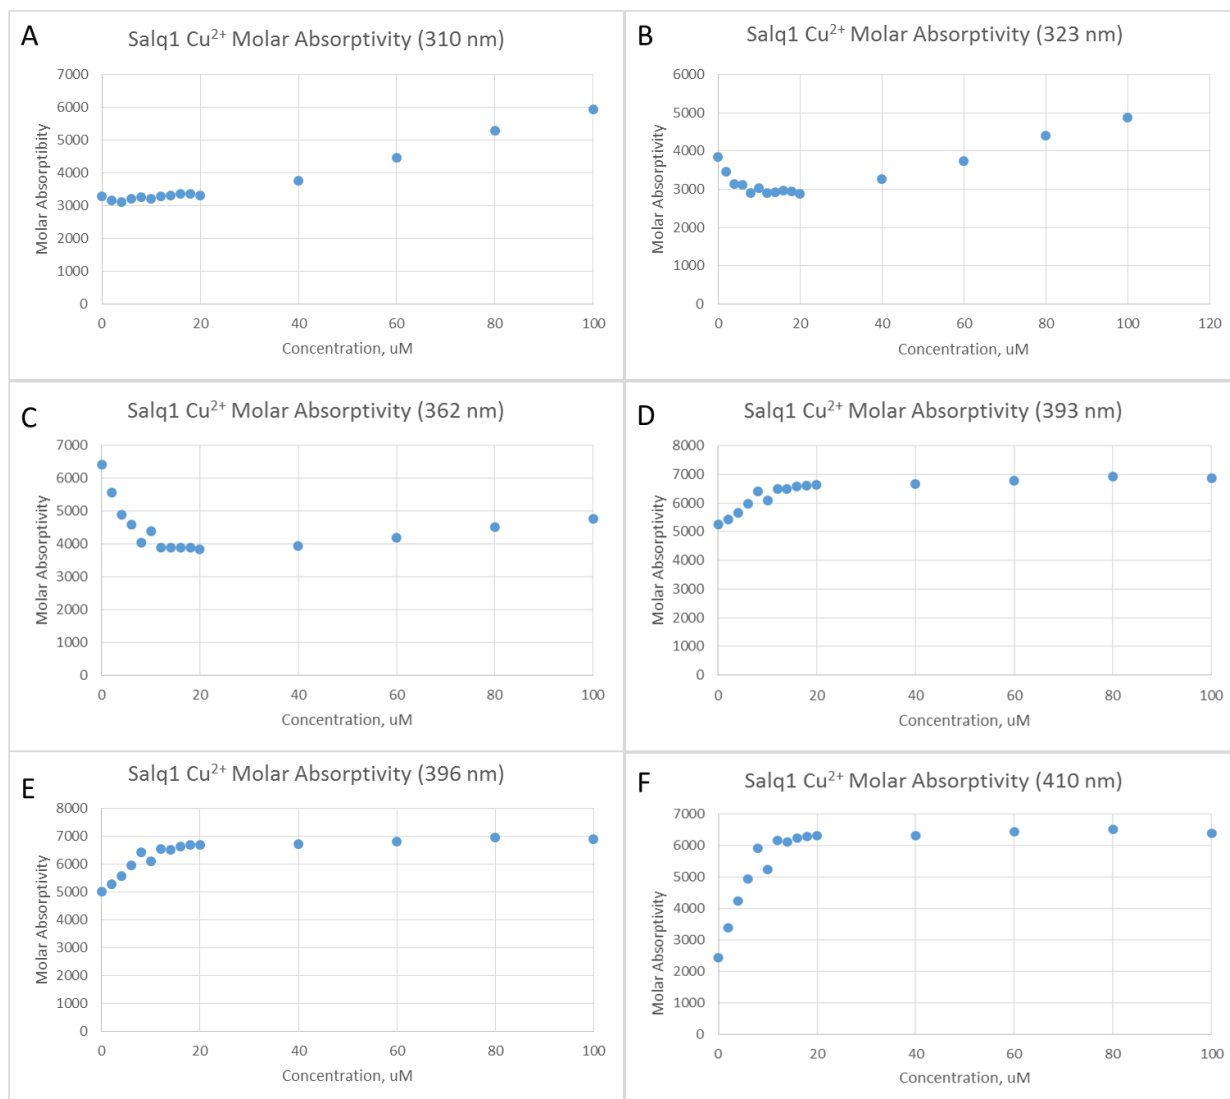 A
Salq1 Cu²⁺ Molar Absorptivity (310 nm)
7000
6000
5000
4000
3000
2000
1000
0
Molar Absorptibity
0 20 40 60 80 100
Concentration, uM
B
Salq1 Cu²⁺ Molar Absorptivity (323 nm)
6000
5000
4000
3000
2000
1000
0
Molar Absorptivity
0 20 40 60 80 100 120
Concentration, uM
C
Salq1 Cu²⁺ Molar Absorptivity (362 nm)
7000
6000
5000
4000
3000
2000
1000
0
Molar Absorptivity
0 20 40 60 80 100
Concentration, uM
D
Salq1 Cu²⁺ Molar Absorptivity (393 nm)
8000
7000
6000
5000
4000
3000
2000
1000
0
Molar Absorptivity
0 20 40 60 80 100
Concentration, uM
E
Salq1 Cu²⁺ Molar Absorptivity (396 nm)
8000
7000
6000
5000
4000
3000
2000
1000
0
Molar Absorptivity
0 20 40 60 80 100
Concentration, uM
F
Salq1 Cu²⁺ Molar Absorptivity (410 nm)
7000
6000
5000
4000
3000
2000
1000
0
Molar Absorptivity
0 20 40 60 80 100
Concentration, uM